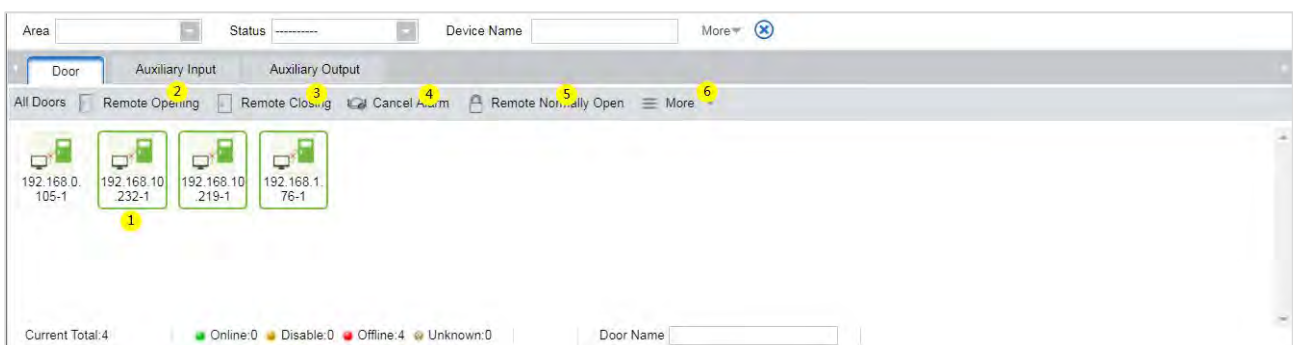 Area Status ---------- Device Name More
Door Auxiliary Input Auxiliary Output
2 3 4 5 6
All Doors Remote Opening Remote Closing Cancel Alarm Remote Normally Open More
192.168.0. 192.168.10 192.168.10 192.168.1.
105-1 .232-1 .219-1 76-1
1
Current Total:4 Online:0 Disable:0 Offline:4 Unknown:0 Door Name